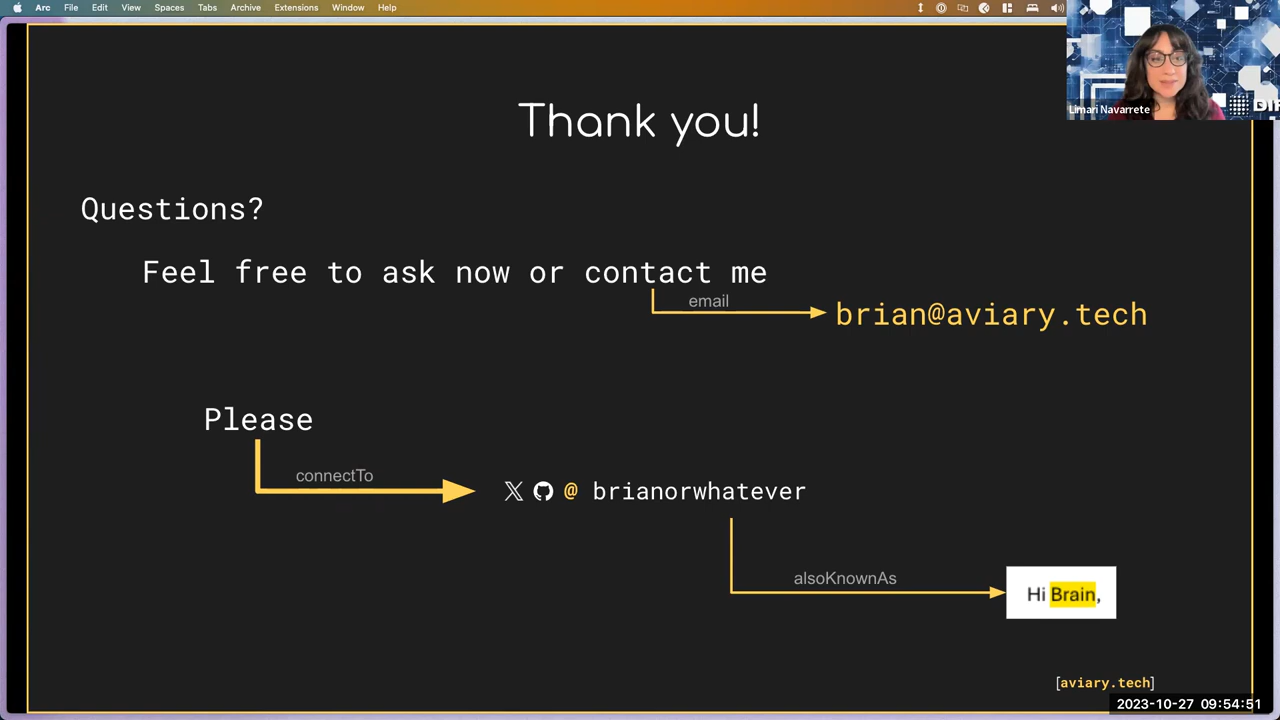 Arc File Edit View Spaces Tabs Archive Extensions Window Help
Limari Navarrete
DIF
Thank you!
Questions?
Feel free to ask now or contact me
email
brian@aviary.tech
Please
connectTo
𝕏 @ brianorwhatever
alsoKnownAs
Hi Brain,
[aviary.tech]
2023-10-27 09:54:51